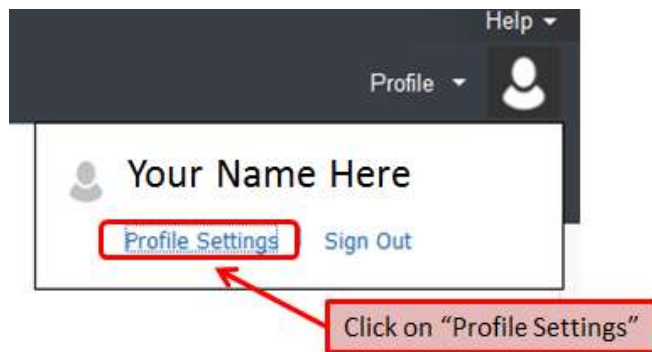 Help
Profile
Your Name Here
Profile Settings Sign Out
Click on “Profile Settings”